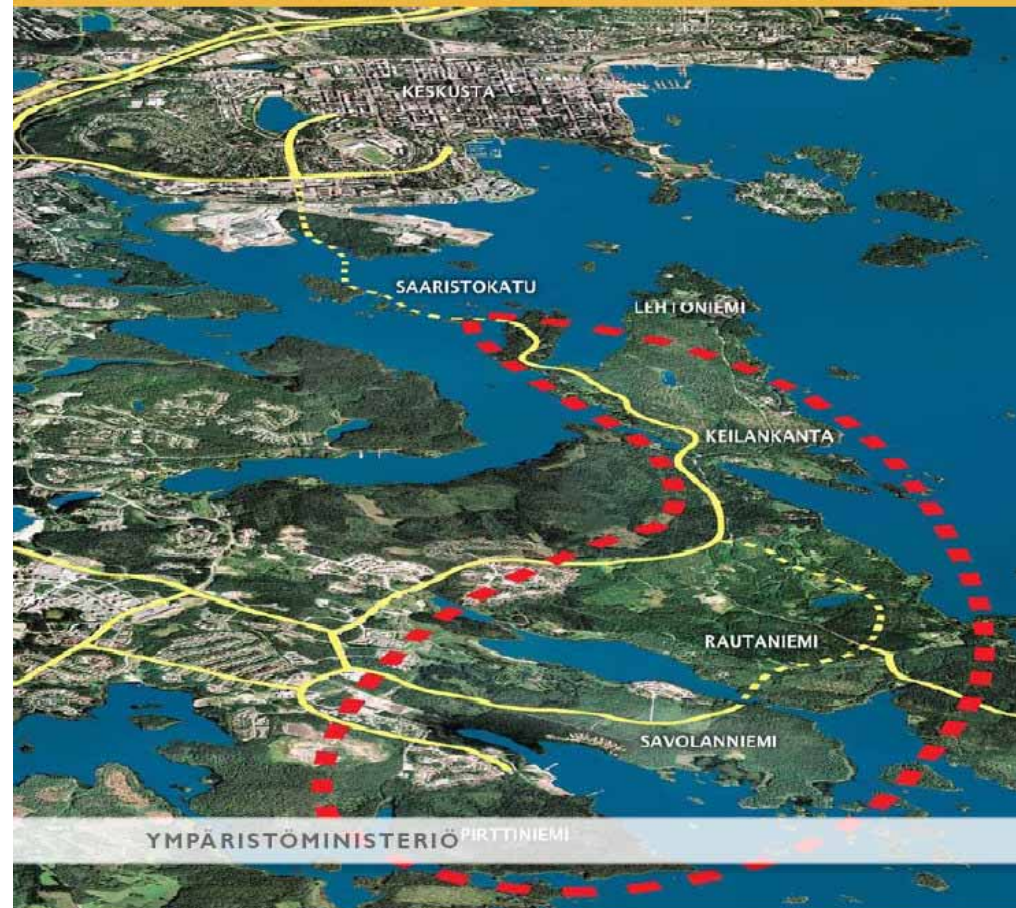 KESKUSTA
SAARISTOKATU
LEHTONIEMI
KEILANKANTA
RAUTANIEMI
SAVOLANNIEMI
PIRTTINIEMI
YMPÄRISTÖMINISTERIÖ